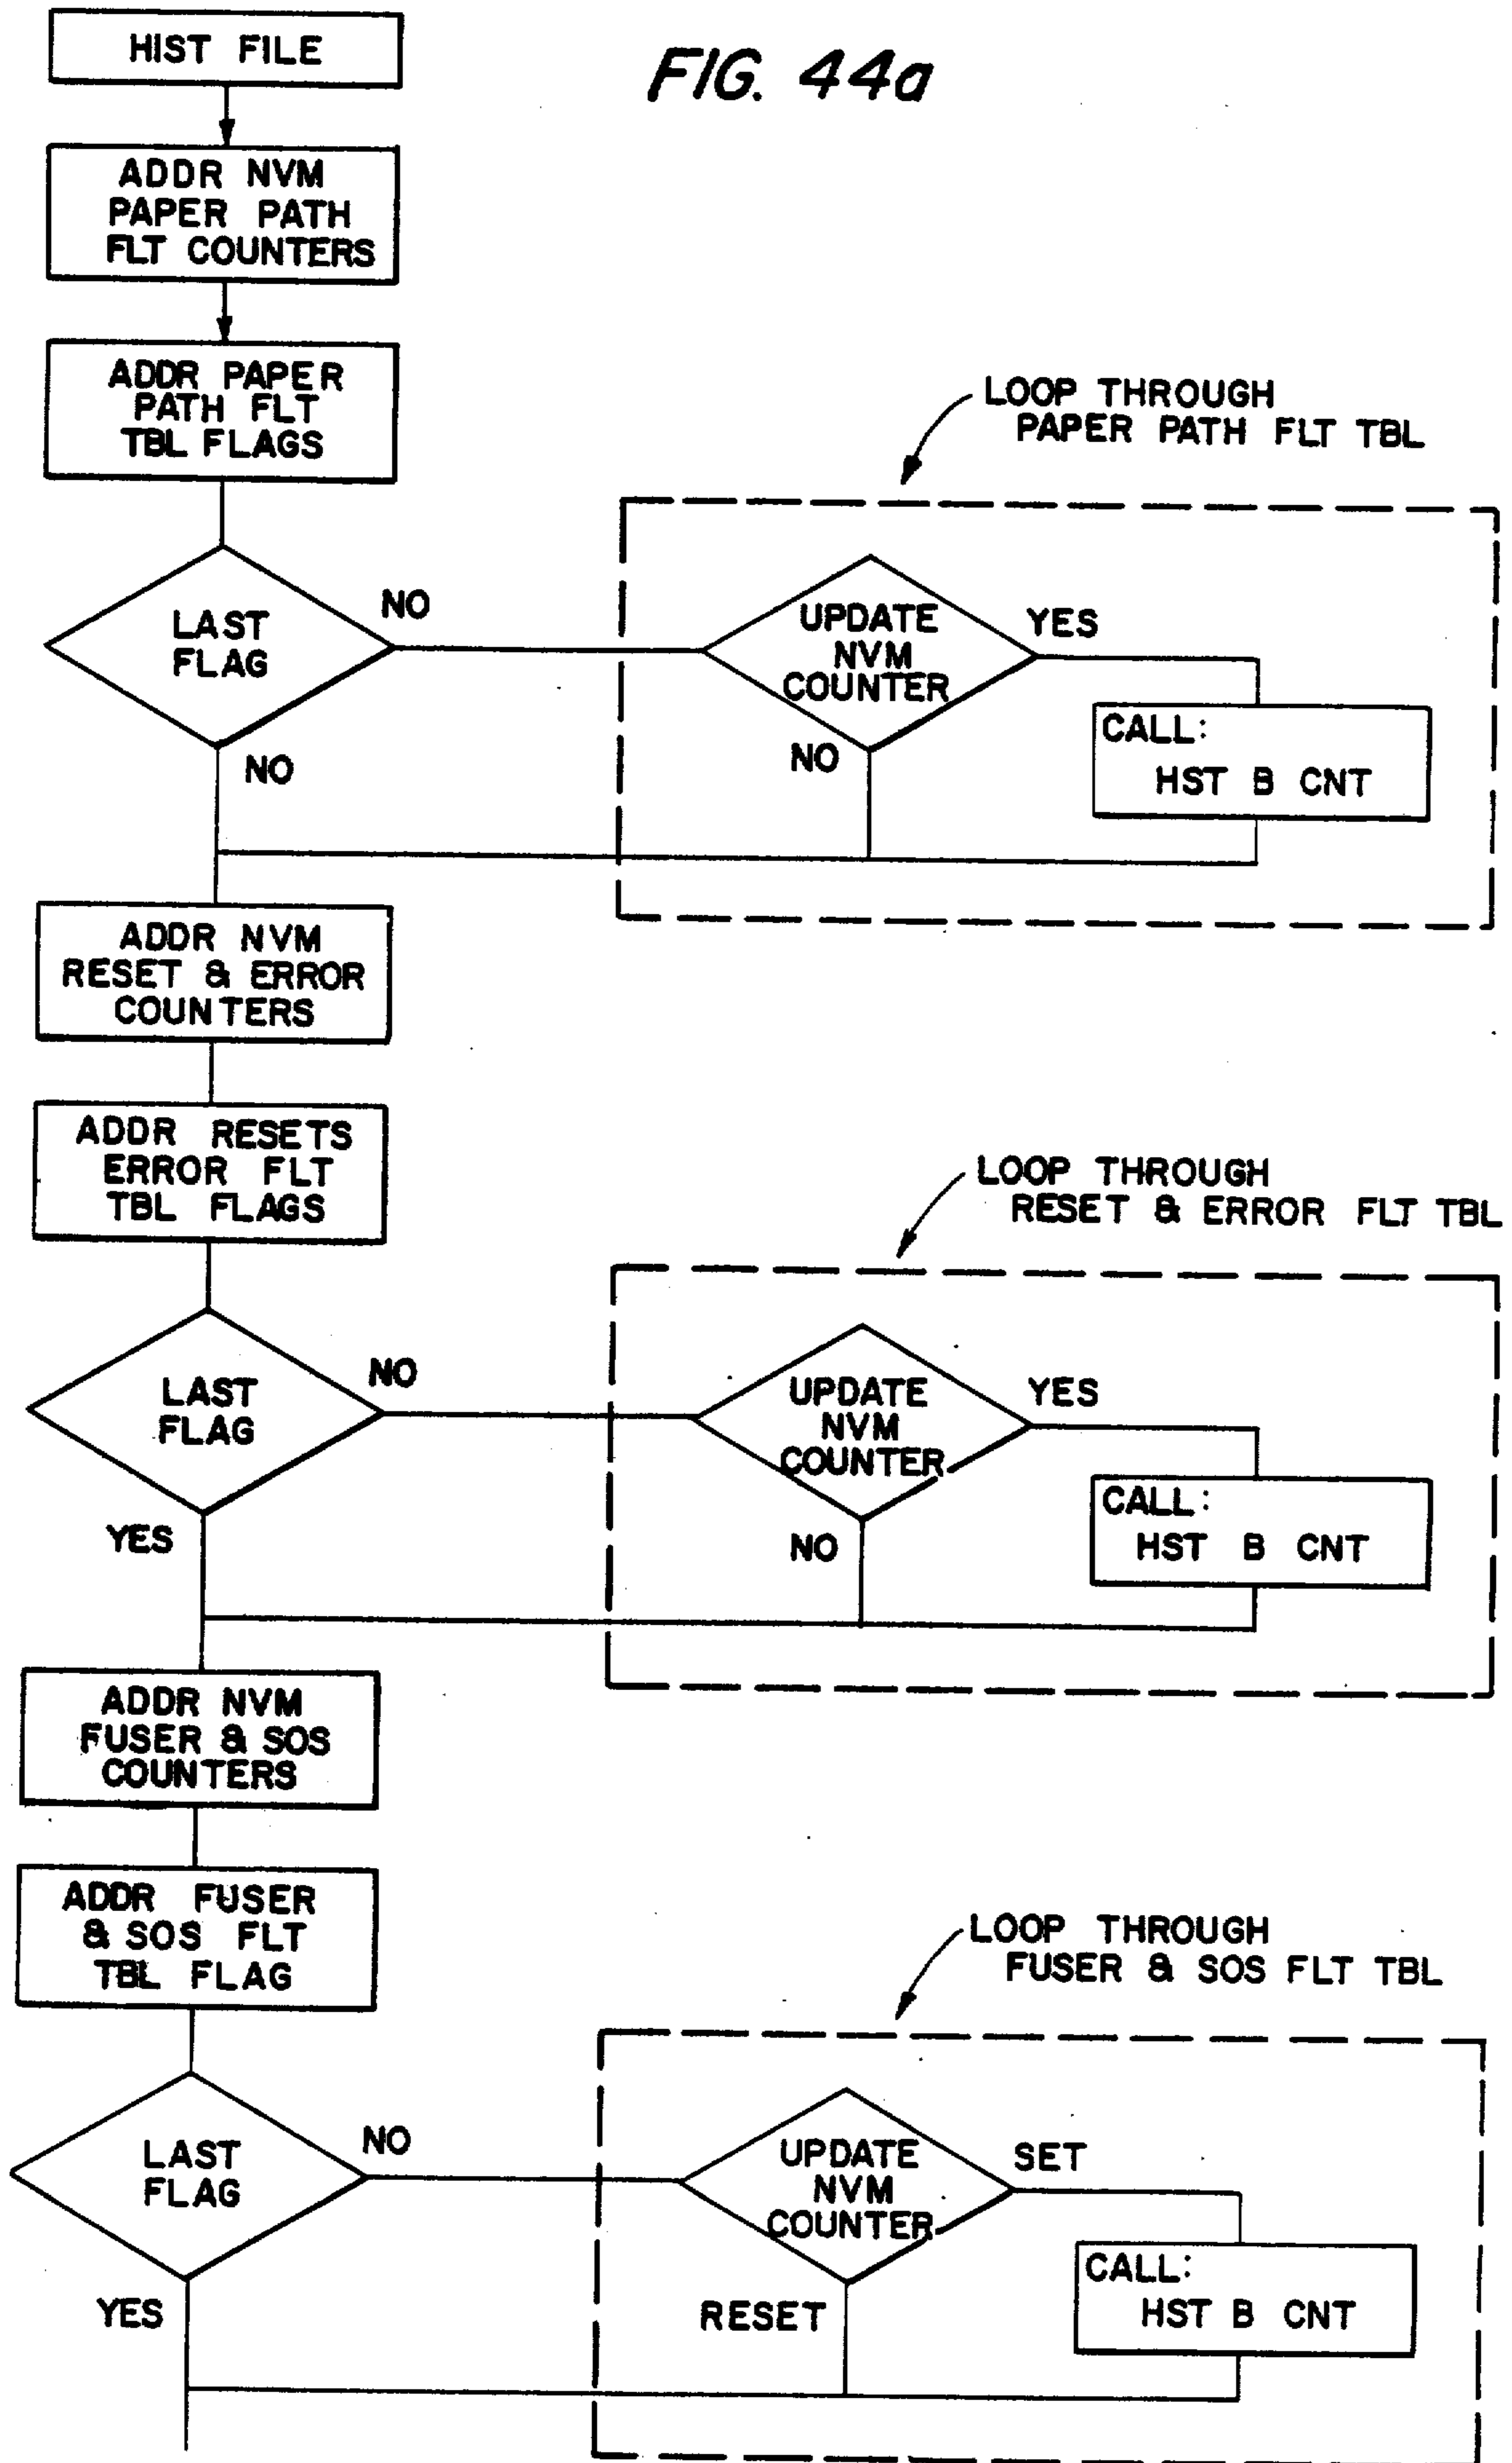 HIST FILE
FIG. 44a
ADDR NVM
PAPER PATH
FLT COUNTERS
ADDR PAPER
PATH FLT
TBL FLAGS
LOOP THROUGH
PAPER PATH FLT TBL
LAST
FLAG
NO
NO
UPDATE
NVM
COUNTER
YES
NO
CALL:
HST B CNT
ADDR NVM
RESET & ERROR
COUNTERS
ADDR RESETS
ERROR FLT
TBL FLAGS
LOOP THROUGH
RESET & ERROR FLT TBL
LAST
FLAG
NO
YES
UPDATE
NVM
COUNTER
YES
NO
CALL:
HST B CNT
ADDR NVM
FUSER & SOS
COUNTERS
ADDR FUSER
& SOS FLT
TBL FLAG
LOOP THROUGH
FUSER & SOS FLT TBL
LAST
FLAG
NO
YES
UPDATE
NVM
COUNTER
SET
RESET
CALL:
HST B CNT